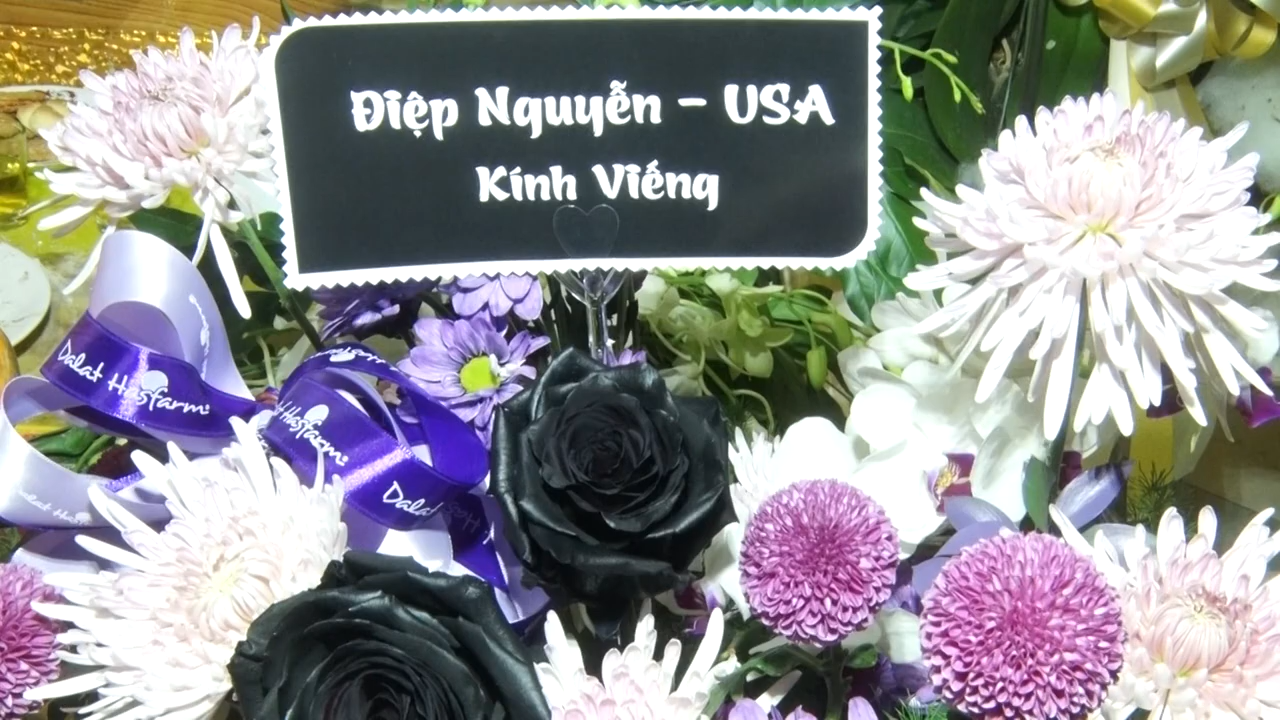 Điệp Nguyễn – USA
Kính Viếng
Dalat Hasfarm
Dalat Hasfarm
Dalat